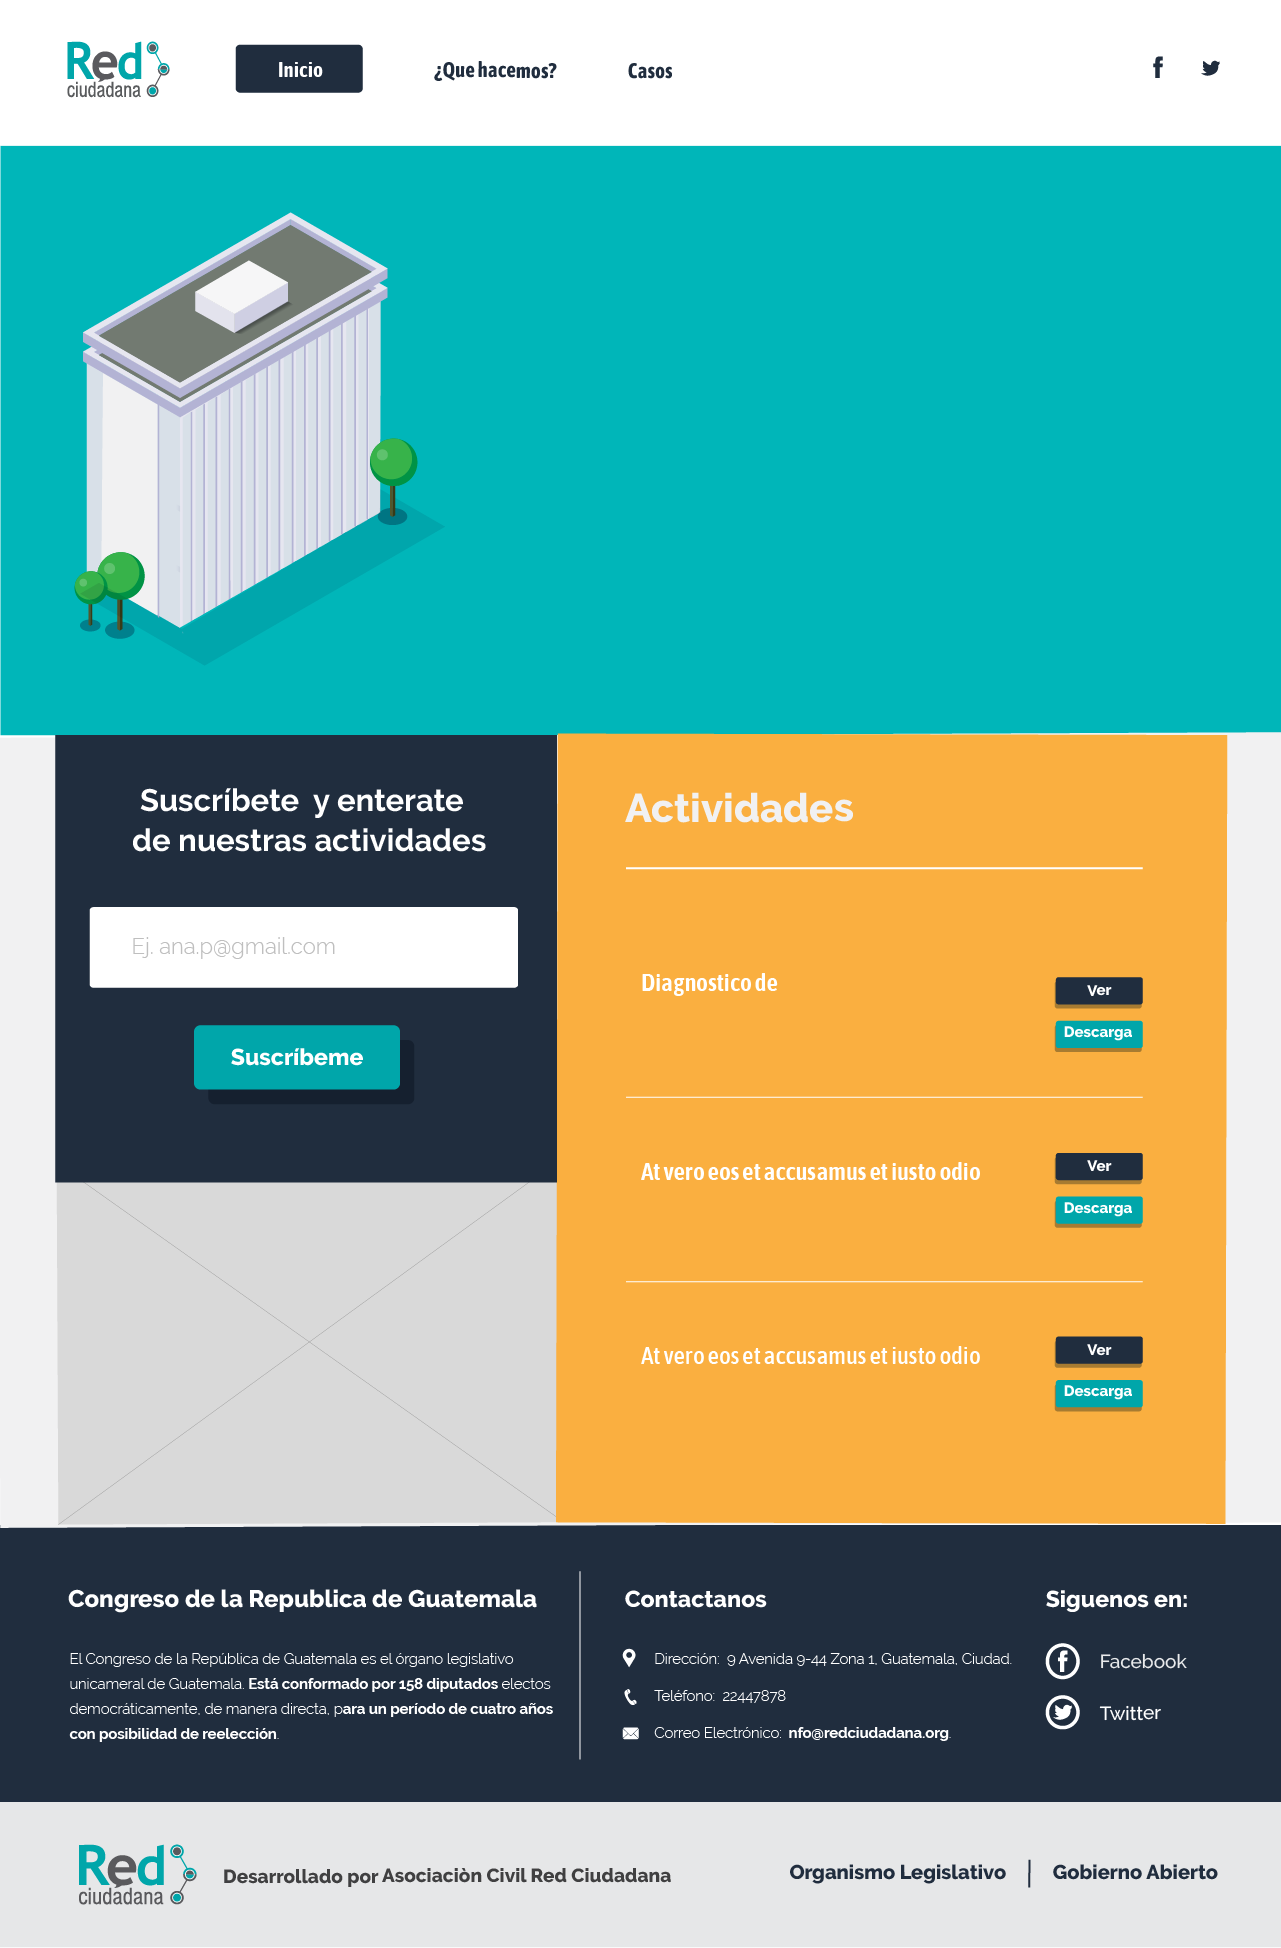 Red
ciudadana
Inicio
¿Que hacemos?
Casos
Suscríbete y enterate
de nuestras actividades
Ej. ana.p@gmail.com
Suscríbeme
Actividades
Diagnostico de
Ver
Descarga
At vero eos et accusamus et iusto odio
Ver
Descarga
At vero eos et accusamus et iusto odio
Ver
Descarga
Congreso de la Republica de Guatemala
El Congreso de la República de Guatemala es el órgano legislativo
unicameral de Guatemala. Está conformado por 158 diputados electos
democráticamente, de manera directa, para un período de cuatro años
con posibilidad de reelección.
Contactanos
Dirección: 9 Avenida 9-44 Zona 1, Guatemala, Ciudad.
Teléfono: 22447878
Correo Electrónico: nfo@redciudadana.org.
Siguenos en:
Facebook
Twitter
Red
ciudadana
Desarrollado por Asociaciòn Civil Red Ciudadana
Organismo Legislativo | Gobierno Abierto